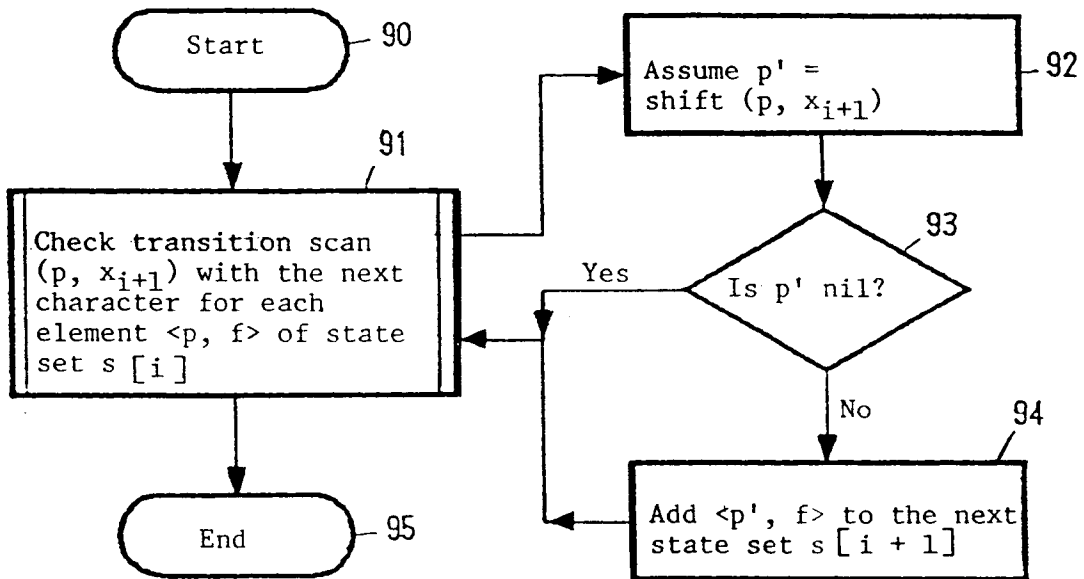 Start
90
91
Check transition scan
(p, x_{i+1}) with the next
character for each
element <p, f> of state
set s [i]
Assume p' =
shift (p, x_{i+1})
92
93
Is p' nil?
Yes
No
94
Add <p', f> to the next
state set s [i + 1]
End
95